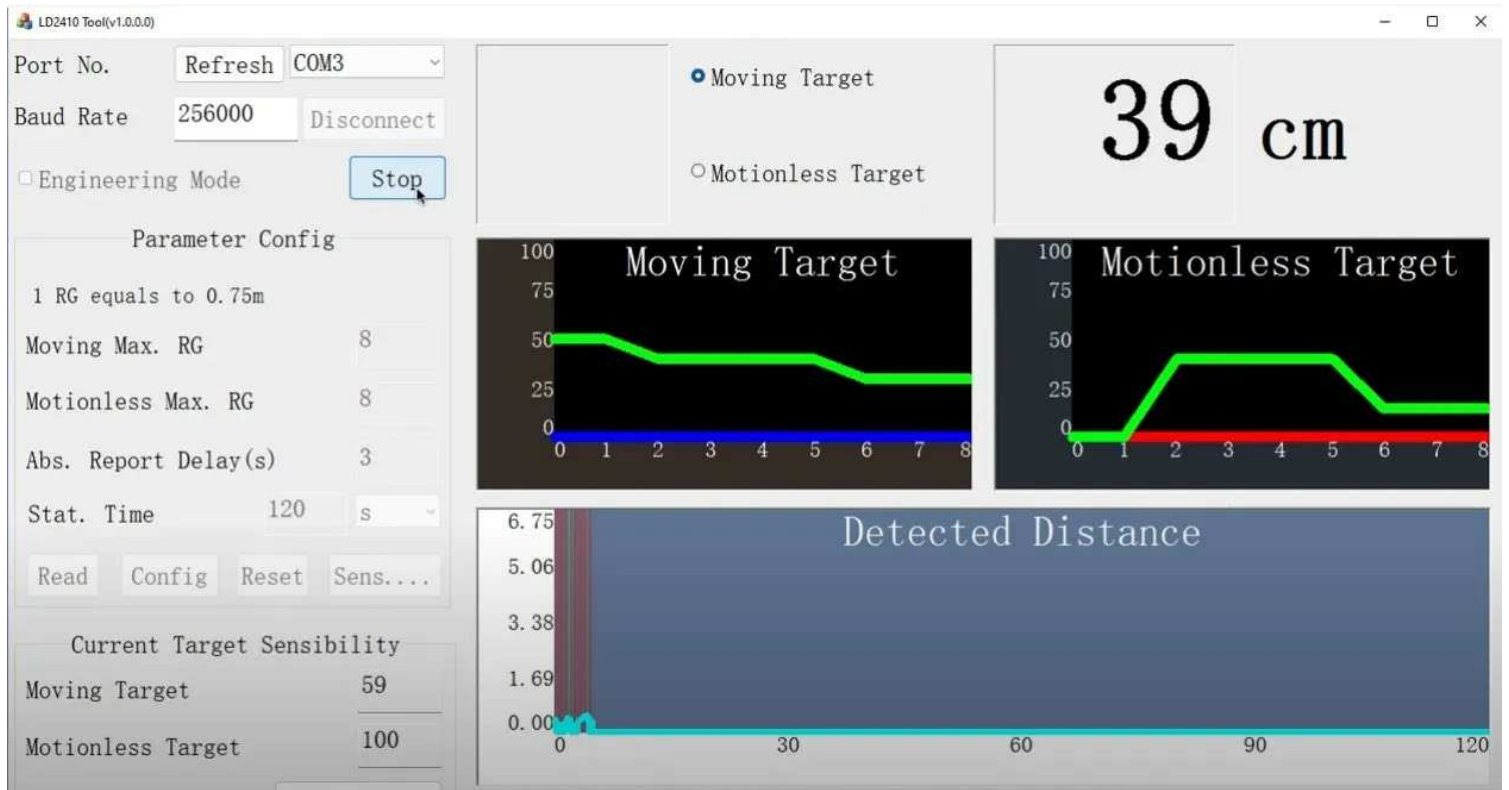 LD2410 Tool(v1.0.0.0)
Port No. Refresh COM3
Baud Rate 256000 Disconnect
Engineering Mode Stop
Parameter Config
1 RG equals to 0.75m
Moving Max. RG 8
Motionless Max. RG 8
Abs. Report Delay(s) 3
Stat. Time 120 s
Read Config Reset Sens....
Current Target Sensibility
Moving Target 59
Motionless Target 100
Moving Target
Motionless Target
39 cm
Moving Target
100
75
50
25
0
0 1 2 3 4 5 6 7 8
Motionless Target
100
75
50
25
0
0 1 2 3 4 5 6 7 8
Detected Distance
6.75
5.06
3.38
1.69
0.00
0 30 60 90 120